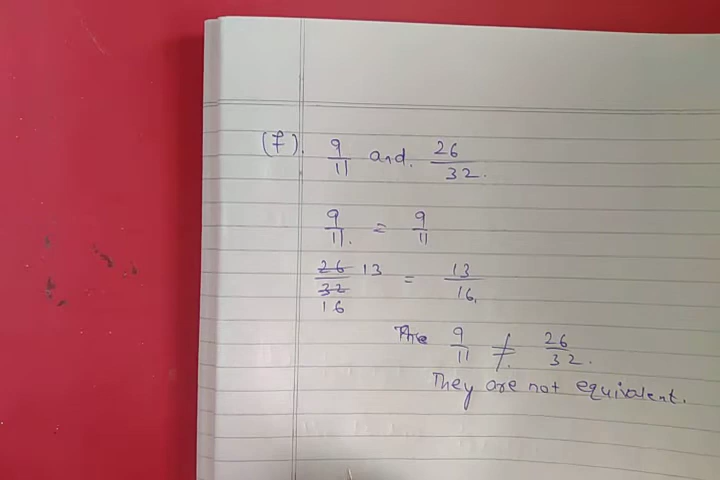 (7). 9/11 and. 26/32.
9/11. = 9/11
26/32 13/16 = 13/16.
The 9/11 ≠ 26/32.
They are not equivalent.